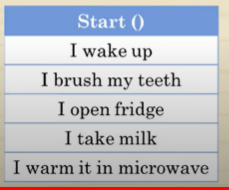 Start ()
I wake up
I brush my teeth
I open fridge
I take milk
I warm it in microwave